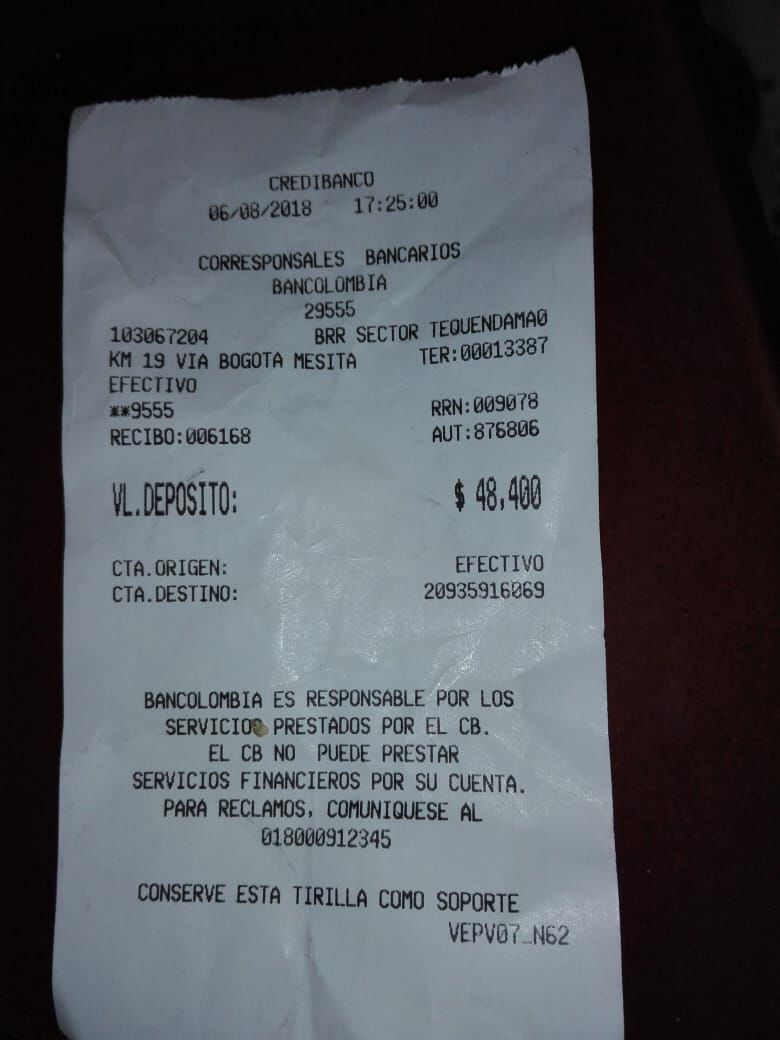 CREDIBANCO
06/08/2018 17:25:00
CORRESPONSALES BANCARIOS
BANCOLOMBIA
29555
103067204 BRR SECTOR TEQUENDAMA0
KM 19 VIA BOGOTA MESITA TER:00013387
EFECTIVO
**9555 RRN:009078
RECIBO:006168 AUT:876806
VL.DEPOSITO: $ 48,400
CTA.ORIGEN: EFECTIVO
CTA.DESTINO: 20935916069
BANCOLOMBIA ES RESPONSABLE POR LOS
SERVICIOS PRESTADOS POR EL CB.
EL CB NO PUEDE PRESTAR
SERVICIOS FINANCIEROS POR SU CUENTA.
PARA RECLAMOS, COMUNIQUESE AL
018000912345
CONSERVE ESTA TIRILLA COMO SOPORTE
VEPV07_N62